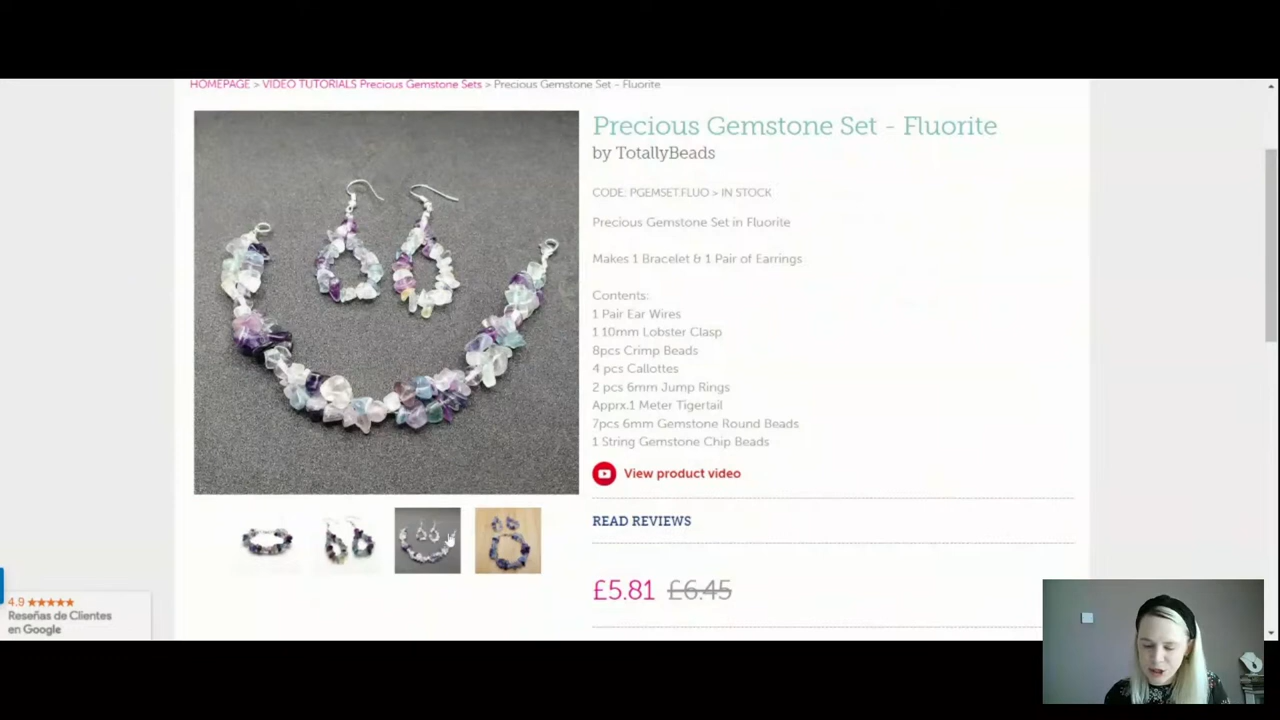 HOMEPAGE > VIDEO TUTORIALS Precious Gemstone Sets > Precious Gemstone Set - Fluorite
Precious Gemstone Set - Fluorite
by TotallyBeads
CODE: PGEMSET.FLUO > IN STOCK
Precious Gemstone Set in Fluorite
Makes 1 Bracelet & 1 Pair of Earrings
Contents:
1 Pair Ear Wires
1 10mm Lobster Clasp
8pcs Crimp Beads
4 pcs Callottes
2 pcs 6mm Jump Rings
Apprx.1 Meter Tigertail
7pcs 6mm Gemstone Round Beads
1 String Gemstone Chip Beads
View product video
READ REVIEWS
£5.81 £6.45
4.9 ★★★★★
Reseñas de Clientes
en Google